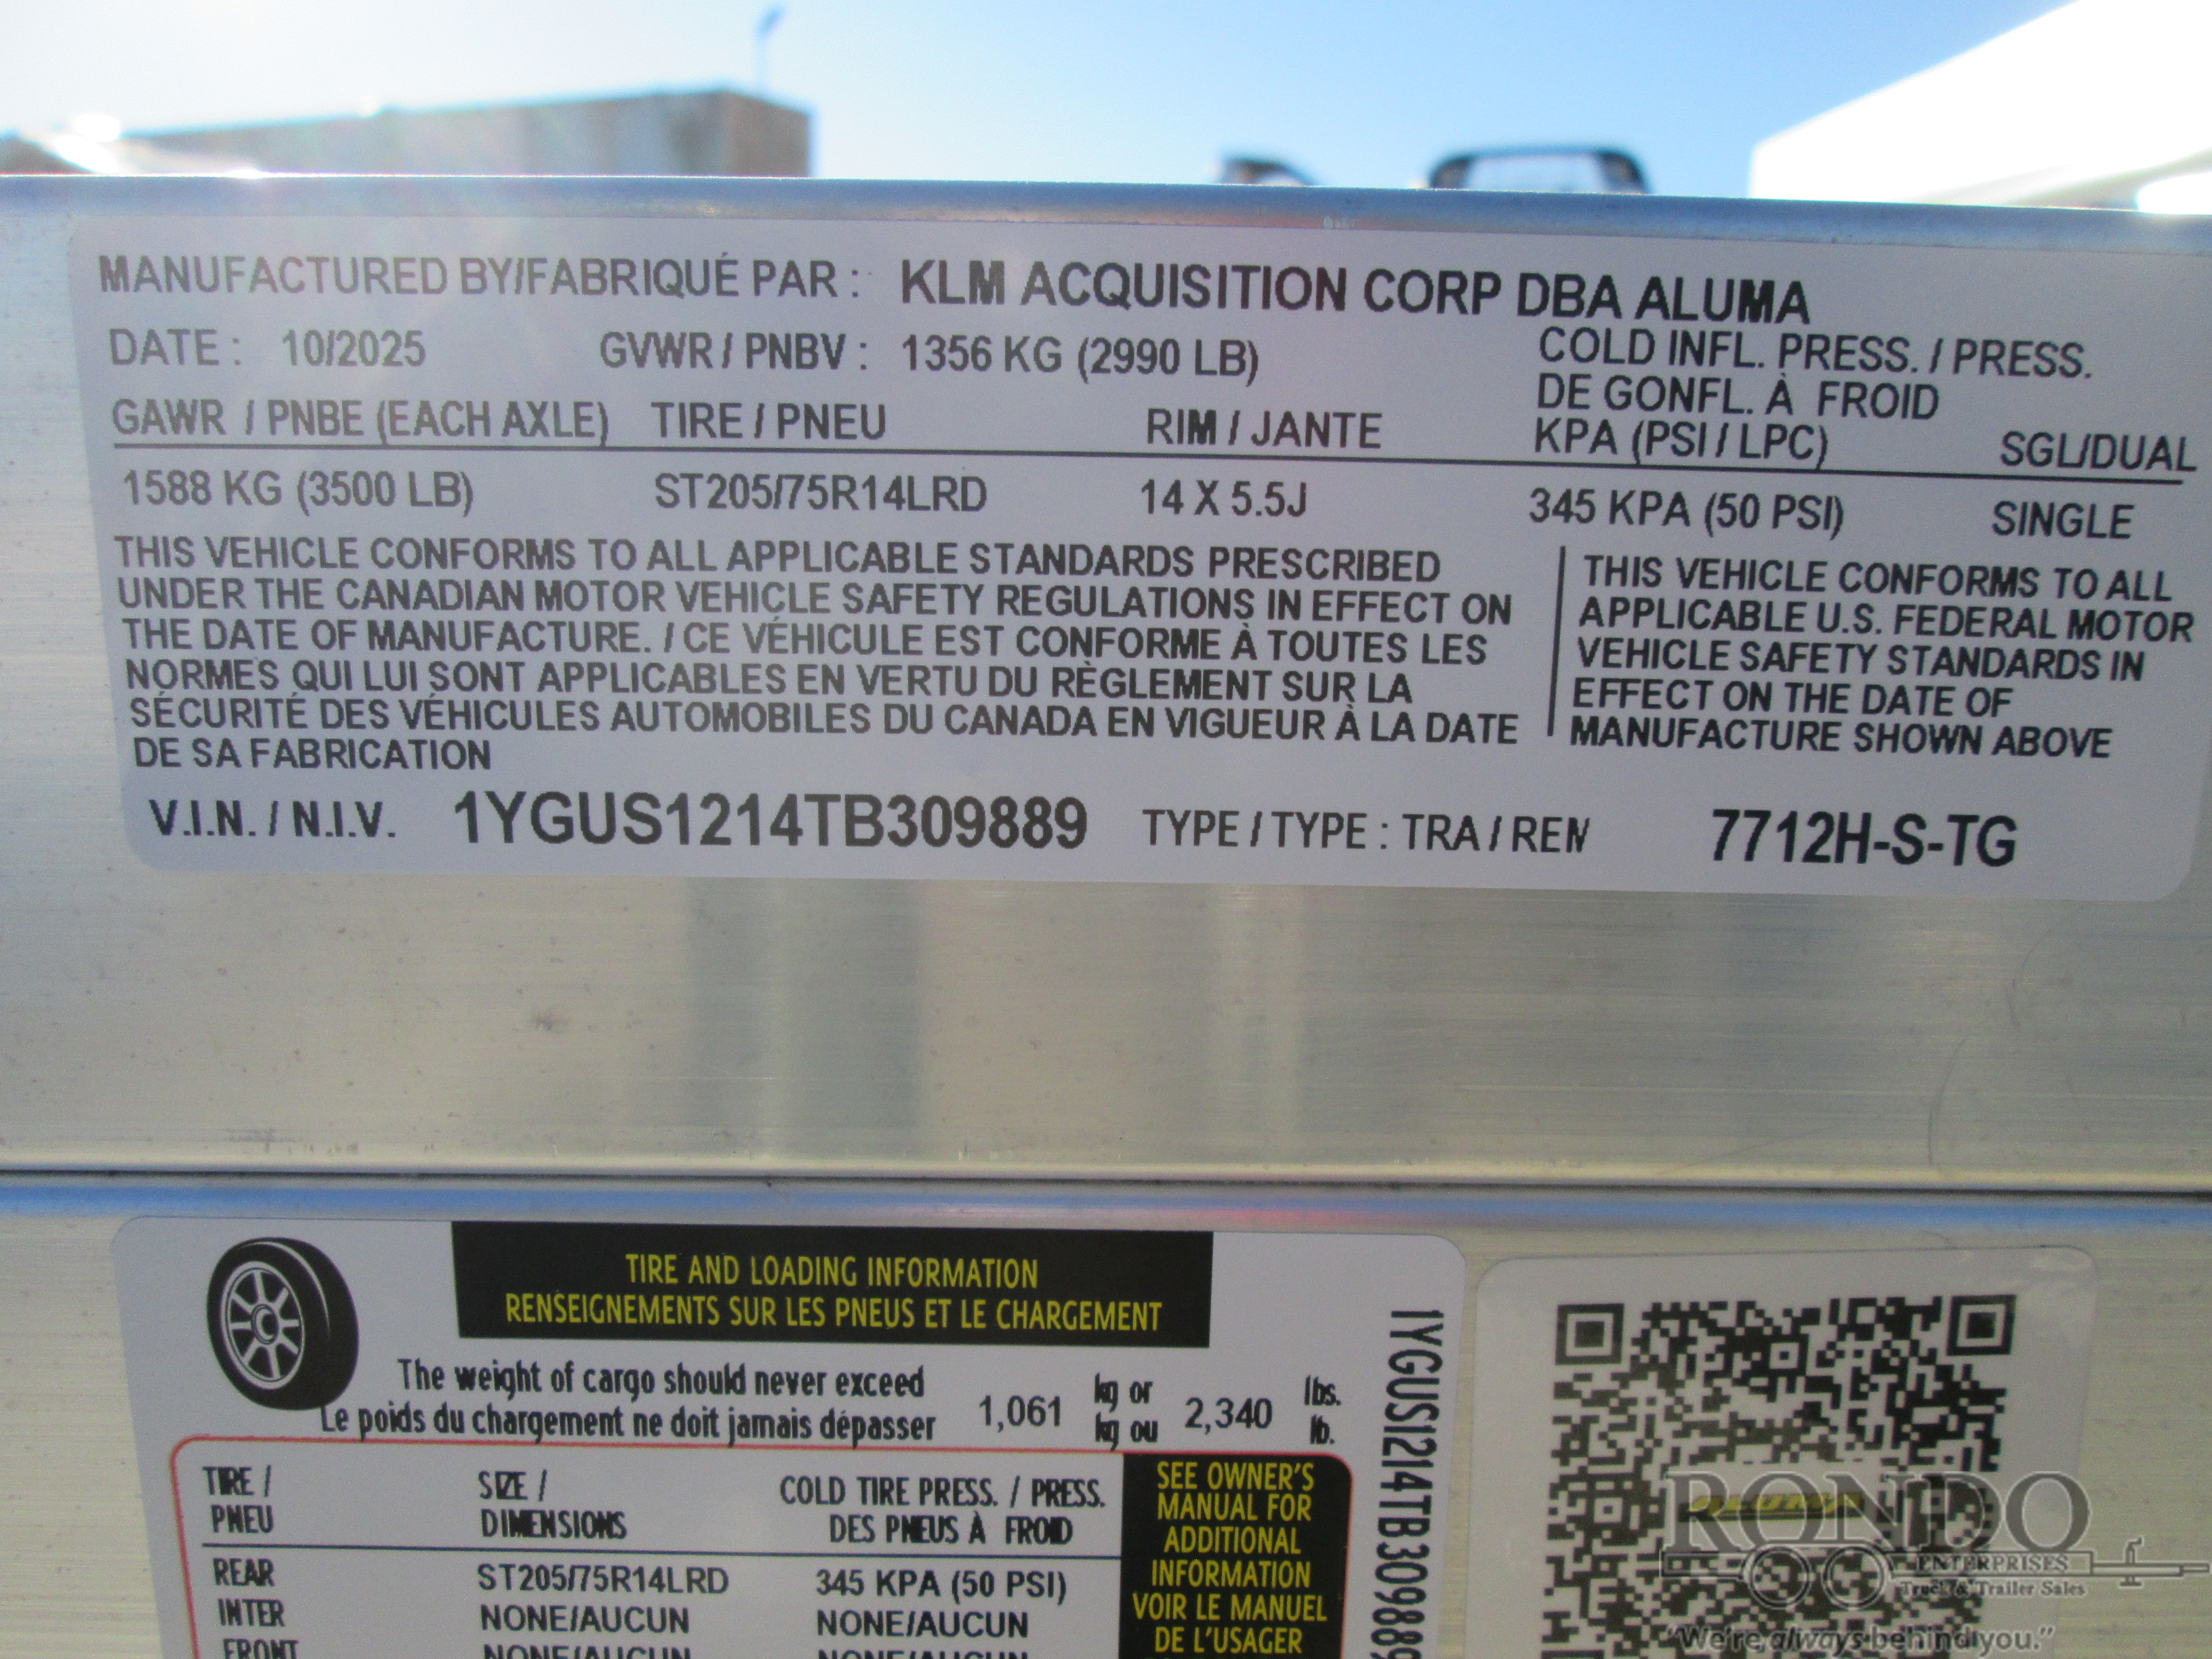 MANUFACTURED BY/FABRIQUÉ PAR : KLM ACQUISITION CORP DBA ALUMA
DATE : 10/2025 GVWR / PNBV : 1356 KG (2990 LB)
COLD INFL. PRESS. / PRESS.
DE GONFL. À FROID
GAWR / PNBE (EACH AXLE) TIRE / PNEU RIM / JANTE KPA (PSI / LPC) SGL/DUAL
1588 KG (3500 LB) ST205/75R14LRD 14 X 5.5J 345 KPA (50 PSI) SINGLE
THIS VEHICLE CONFORMS TO ALL APPLICABLE STANDARDS PRESCRIBED
UNDER THE CANADIAN MOTOR VEHICLE SAFETY REGULATIONS IN EFFECT ON
THE DATE OF MANUFACTURE. / CE VÉHICULE EST CONFORME À TOUTES LES
NORMES QUI LUI SONT APPLICABLES EN VERTU DU RÈGLEMENT SUR LA
SÉCURITÉ DES VÉHICULES AUTOMOBILES DU CANADA EN VIGUEUR À LA DATE
DE SA FABRICATION
THIS VEHICLE CONFORMS TO ALL
APPLICABLE U.S. FEDERAL MOTOR
VEHICLE SAFETY STANDARDS IN
EFFECT ON THE DATE OF
MANUFACTURE SHOWN ABOVE
V.I.N. / N.I.V. 1YGUS1214TB309889 TYPE / TYPE : TRA / REM 7712H-S-TG
TIRE AND LOADING INFORMATION
RENSEIGNEMENTS SUR LES PNEUS ET LE CHARGEMENT
The weight of cargo should never exceed
Le poids du chargement ne doit jamais dépasser
1,061 kg or
kg ou
2,340 lbs.
lb.
TIRE /
PNEU
SIZE /
DIMENSIONS
COLD TIRE PRESS. / PRESS.
DES PNEUS À FROID
REAR ST205/75R14LRD 345 KPA (50 PSI)
INTER NONE/AUCUN NONE/AUCUN
FRONT NONE/AUCUN NONE/AUCUN
SEE OWNER'S
MANUAL FOR
ADDITIONAL
INFORMATION
VOIR LE MANUEL
DE L'USAGER
1YGUS1214TB309889
ALUMA
RONDO
ENTERPRISES
Truck & Trailer Sales
"We're always behind you."